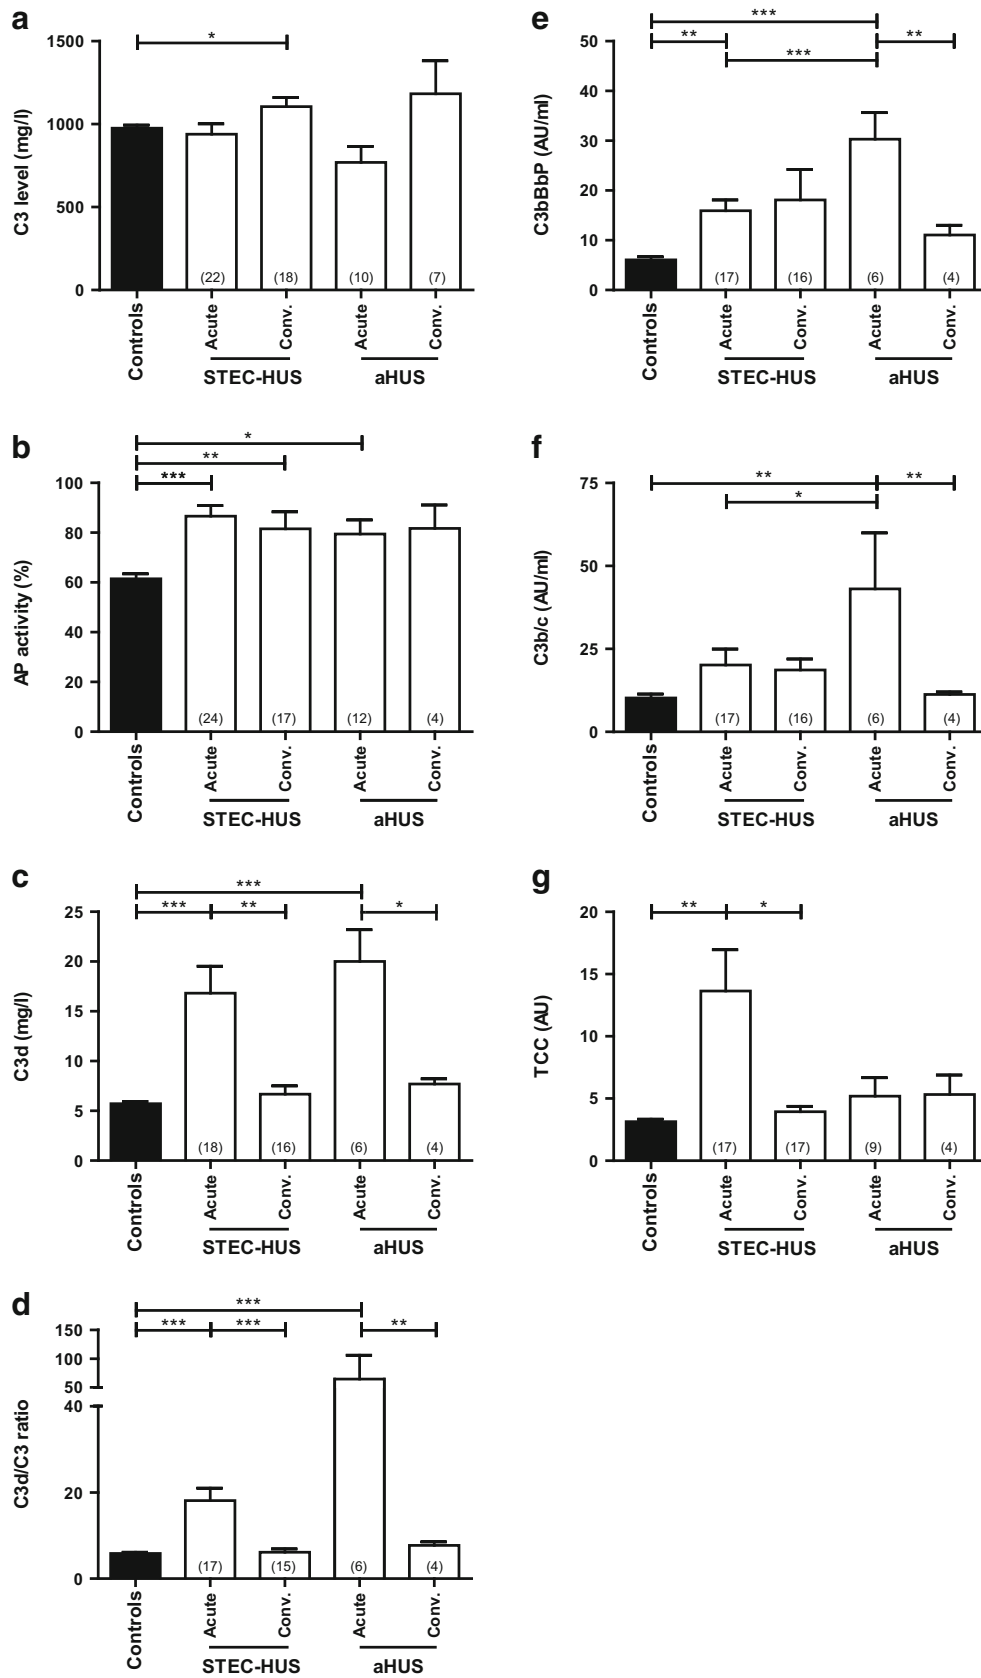 a
*
1500
1000
500
0
C3 level (mg/l)
(22)
(18)
(10)
(7)
Controls
Acute
Conv.
Acute
Conv.
STEC-HUS
aHUS
b
*
**
***
100
80
60
40
20
0
AP activity (%)
(24)
(17)
(12)
(4)
Controls
Acute
Conv.
Acute
Conv.
STEC-HUS
aHUS
c
***
***
**
*
25
20
15
10
5
0
C3d (mg/l)
(18)
(16)
(6)
(4)
Controls
Acute
Conv.
Acute
Conv.
STEC-HUS
aHUS
d
***
***
***
**
150
100
50
40
20
0
C3d/C3 ratio
(17)
(15)
(6)
(4)
Controls
Acute
Conv.
Acute
Conv.
STEC-HUS
aHUS
e
***
**
**
***
50
40
30
20
10
0
C3bBbP (AU/ml)
(17)
(16)
(6)
(4)
Controls
Acute
Conv.
Acute
Conv.
STEC-HUS
aHUS
f
**
**
*
75
50
25
0
C3b/c (AU/ml)
(17)
(16)
(6)
(4)
Controls
Acute
Conv.
Acute
Conv.
STEC-HUS
aHUS
g
**
*
20
15
10
5
0
TCC (AU)
(17)
(17)
(9)
(4)
Controls
Acute
Conv.
Acute
Conv.
STEC-HUS
aHUS